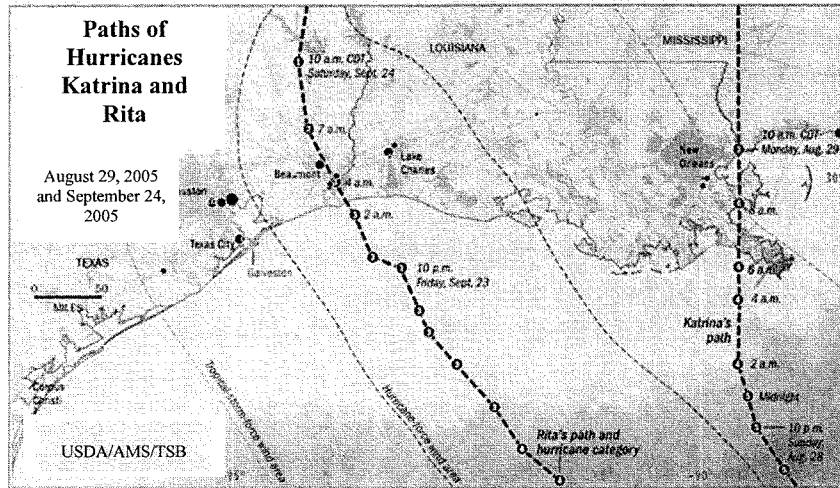 Paths of
Hurricanes
Katrina and
Rita
August 29, 2005
and September 24,
2005
10 a.m. CDT
Saturday, Sept. 24
LOUISIANA
MISSISSIPPI
7 a.m.
10 a.m. CDT
Monday, Aug. 29
New
Orleans
Lake
Charles
Beaumont
4 a.m.
2 a.m.
8 a.m.
uston
Texas City
Galveston
TEXAS
0 50
MILES
10 p.m.
Friday, Sept. 23
6 a.m.
4 a.m.
Katrina's
path
2 a.m.
Midnight
Corpus
Christi
Tropical storm-force wind area
Hurricane-force wind area
Rita's path and
hurricane category
10 p.m.
Sunday
Aug. 28
USDA/AMS/TSB